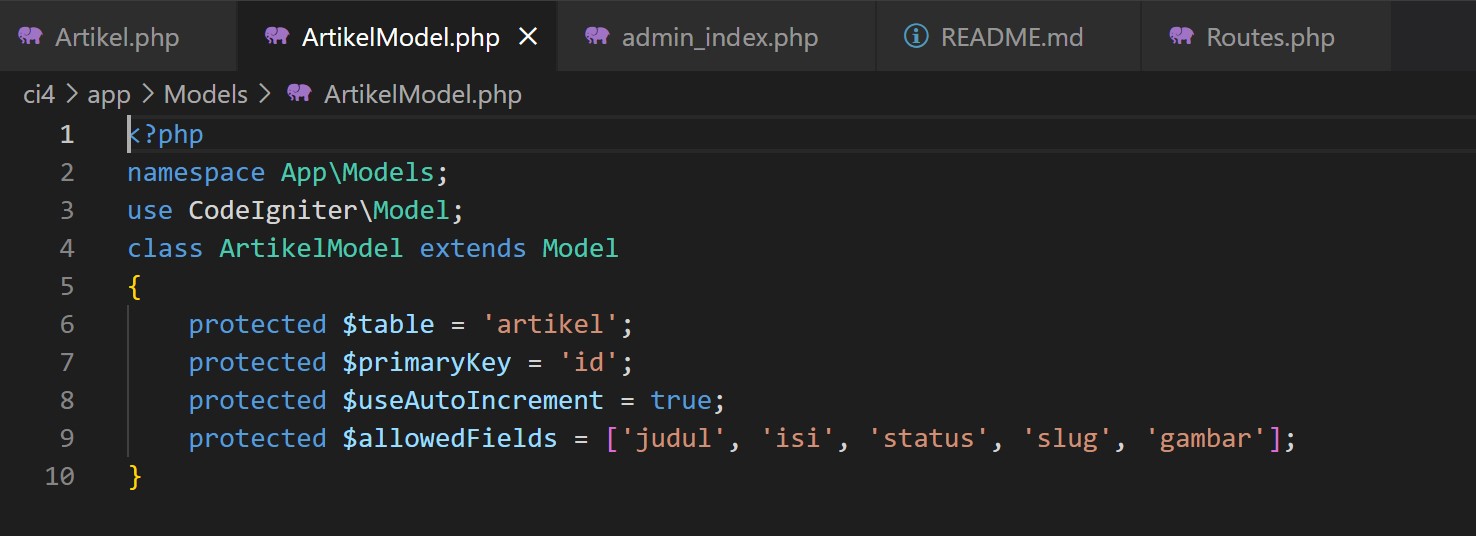 Artikel.php ArtikelModel.php admin_index.php README.md Routes.php
ci4 > app > Models > ArtikelModel.php
1 <?php
2 namespace App\Models;
3 use CodeIgniter\Model;
4 class ArtikelModel extends Model
5 {
6 protected $table = 'artikel';
7 protected $primaryKey = 'id';
8 protected $useAutoIncrement = true;
9 protected $allowedFields = ['judul', 'isi', 'status', 'slug', 'gambar'];
10 }